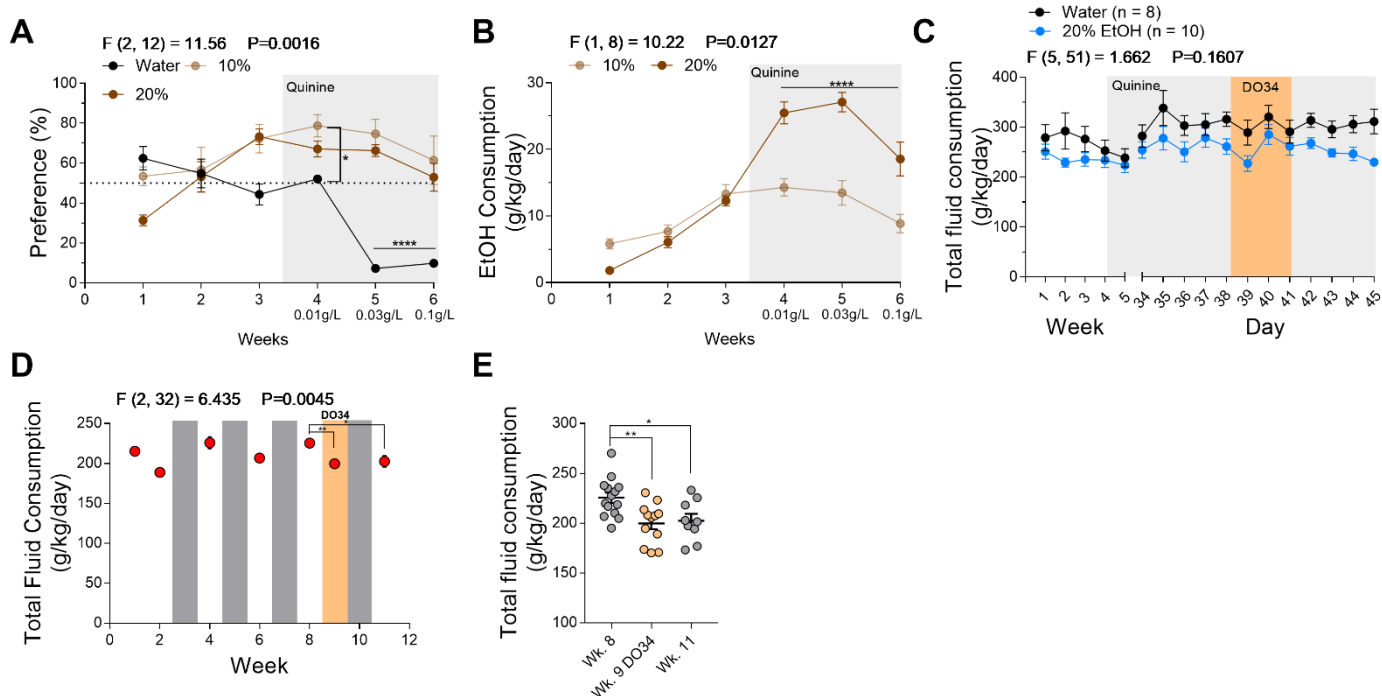 A
F (2, 12) = 11.56 P=0.0016
Water 10%
20%
Quinine
*
****
Preference (%)
100
80
60
40
20
0
0 1 2 3 4 5 6
0.01g/L 0.03g/L 0.1g/L
Weeks
B
F (1, 8) = 10.22 P=0.0127
10% 20%
Quinine
****
EtOH Consumption
(g/kg/day)
30
20
10
0
0 1 2 3 4 5 6
0.01g/L 0.03g/L 0.1g/L
Weeks
Water (n = 8)
20% EtOH (n = 10)
C
F (5, 51) = 1.662 P=0.1607
Quinine DO34
Total fluid consumption
(g/kg/day)
400
300
200
100
0
1 2 3 4 5 34 35 36 37 38 39 40 41 42 43 44 45
Week Day
D
F (2, 32) = 6.435 P=0.0045
DO34
** *
Total Fluid Consumption
(g/kg/day)
250
200
150
100
50
0
0 2 4 6 8 10 12
Week
E
*
**
Total fluid consumption
(g/kg/day)
300
200
100
Wk. 8 Wk. 9 DO34 Wk. 11